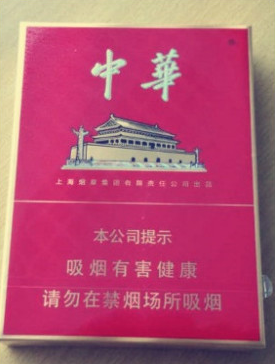 中華
上海烟草集团有限责任公司出品
本公司提示
吸烟有害健康
请勿在禁烟场所吸烟